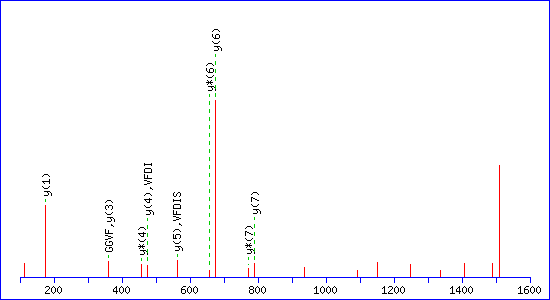 y(1)
GGVF,y(3)
y*(4)
y(4),VFDI
y(5),VFDIS
y*(6)
y(6)
y*(7)
y(7)
200 400 600 800 1000 1200 1400 1600